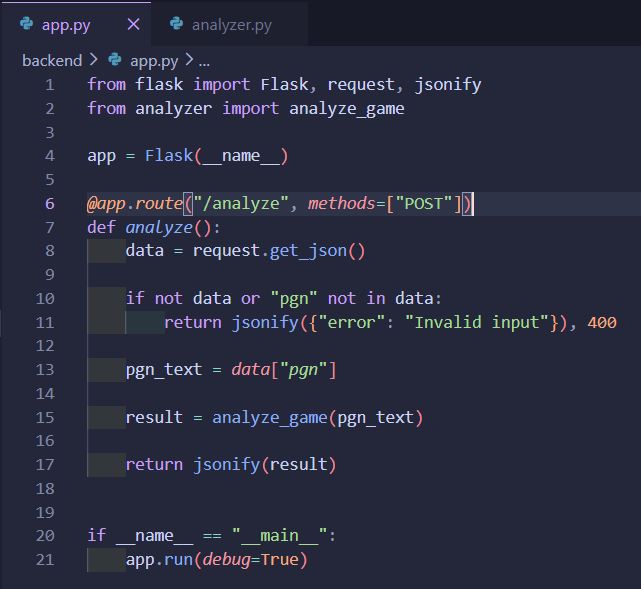 app.py × analyzer.py
backend > app.py > ...
1 from flask import Flask, request, jsonify
2 from analyzer import analyze_game
3
4 app = Flask(__name__)
5
6 @app.route("/analyze", methods=["POST"])
7 def analyze():
8     data = request.get_json()
9
10     if not data or "pgn" not in data:
11         return jsonify({"error": "Invalid input"}), 400
12
13     pgn_text = data["pgn"]
14
15     result = analyze_game(pgn_text)
16
17     return jsonify(result)
18
19
20 if __name__ == "__main__":
21     app.run(debug=True)